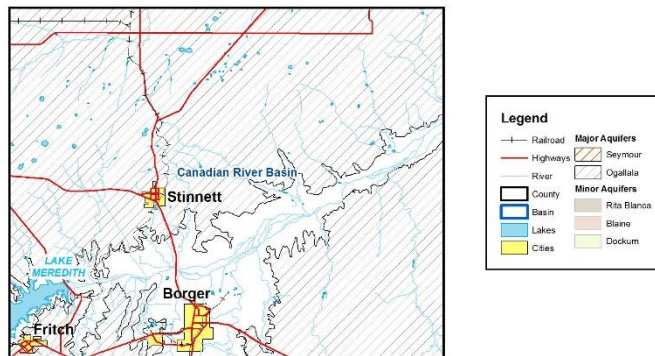 Canadian River Basin
Stinnett
LAKE
MEREDITH
Borger
Fritch
Legend
Railroad
Highways
River
County
Basin
Lakes
Cities
Major Aquifers
Seymour
Ogallala
Minor Aquifers
Rita Blanca
Blaine
Dockum